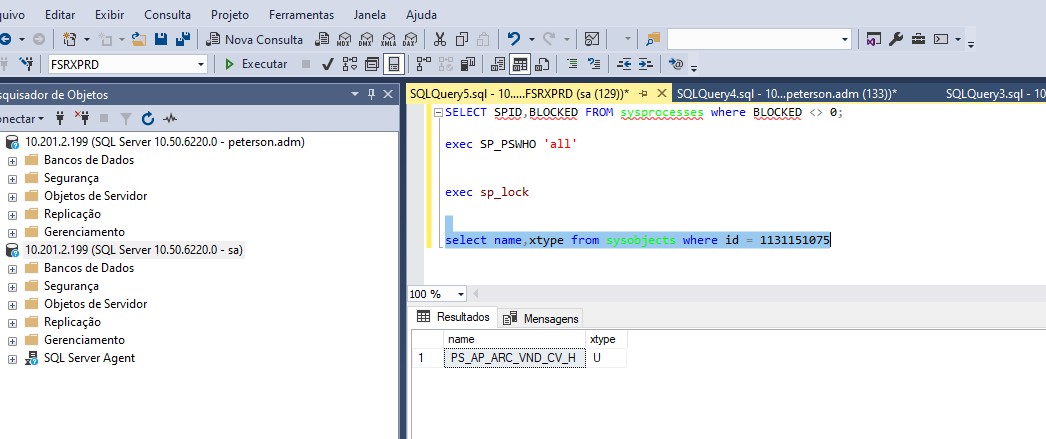 quivo Editar Exibir Consulta Projeto Ferramentas Janela Ajuda
Nova Consulta MDX DMX XMLA DAX
FSRXPRD Executar
squisador de Objetos
onectar
10.201.2.199 (SQL Server 10.50.6220.0 - peterson.adm)
Bancos de Dados
Segurança
Objetos de Servidor
Replicação
Gerenciamento
10.201.2.199 (SQL Server 10.50.6220.0 - sa)
Bancos de Dados
Segurança
Objetos de Servidor
Replicação
Gerenciamento
SQL Server Agent
SQLQuery5.sql - 10.....FSRXPRD (sa (129))* SQLQuery4.sql - 10...peterson.adm (133))* SQLQuery3.sql - 10
SELECT SPID,BLOCKED FROM sysprocesses where BLOCKED <> 0;
exec SP_PSWHO 'all'
exec sp_lock
select name,xtype from sysobjects where id = 1131151075
100 %
Resultados Mensagens
name xtype
1 PS_AP_ARC_VND_CV_H U